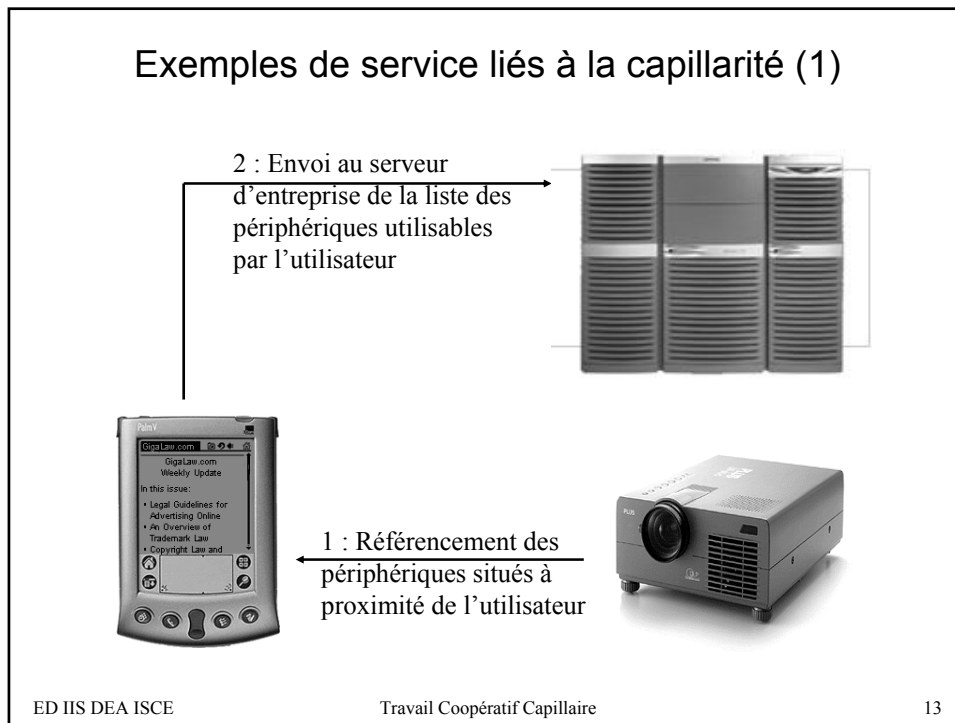 Exemples de service liés à la capillarité (1)
2 : Envoi au serveur
d’entreprise de la liste des
périphériques utilisables
par l’utilisateur
PalmV
GigaLaw.com
GigaLaw.com
Weekly Update
In this issue:
• Legal Guidelines for
Advertising Online
• An Overview of
Trademark Law
• Copyright Law and
1 : Référencement des
périphériques situés à
proximité de l’utilisateur
PLUS
PLUS
ED IIS DEA ISCE
Travail Coopératif Capillaire
13